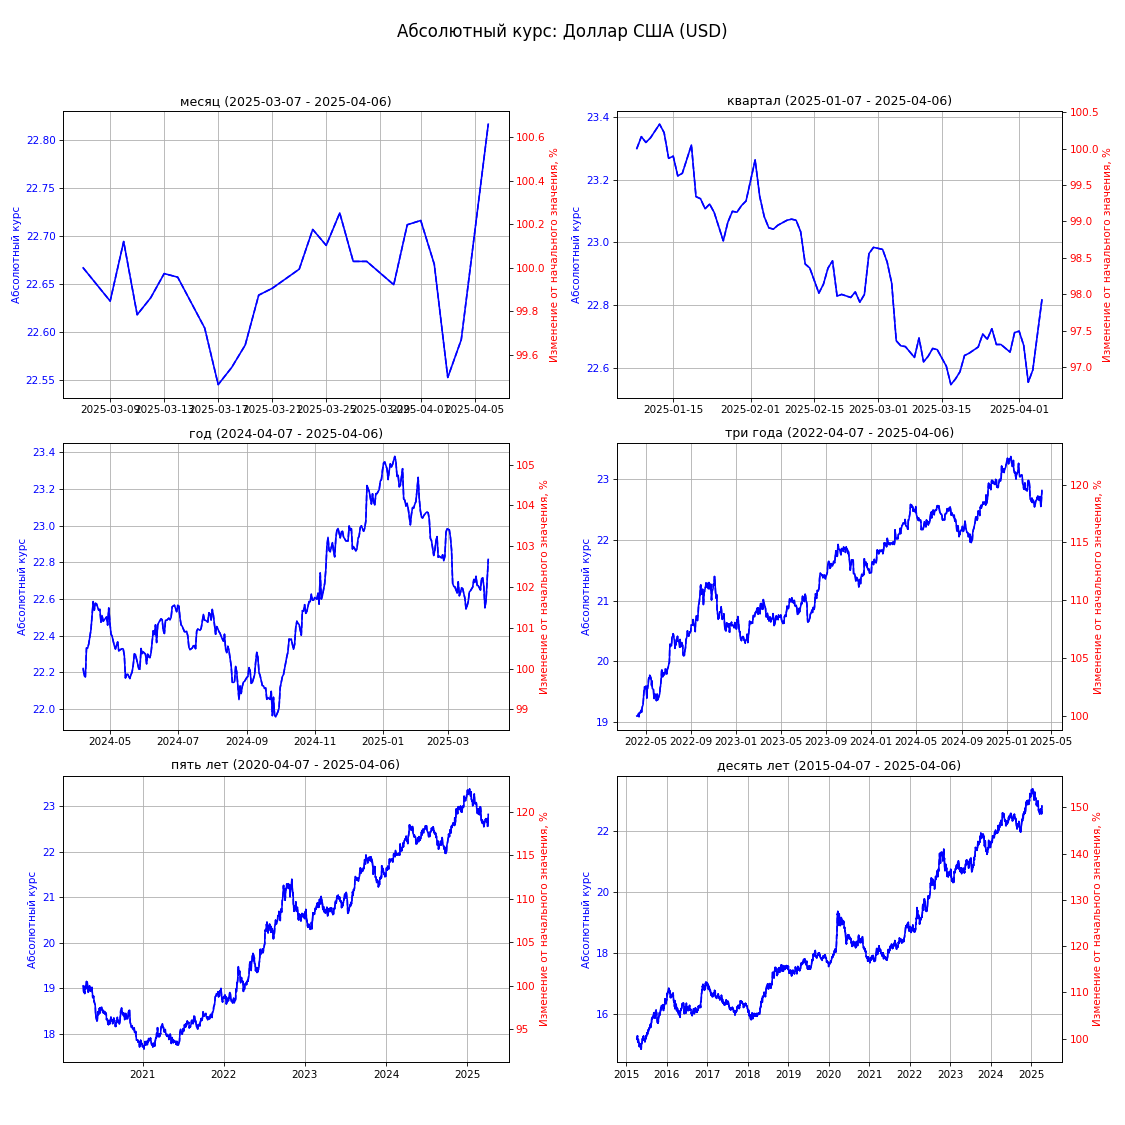 Абсолютный курс: Доллар США (USD)
месяц (2025-03-07 - 2025-04-06)
Абсолютный курс
22.80
22.75
22.70
22.65
22.60
22.55
100.6
100.4
100.2
100.0
99.8
99.6
Изменение от начального значения, %
2025-03-09 2025-03-13 2025-03-17 2025-03-21 2025-03-25 2025-03-29 2025-04-01 2025-04-05
квартал (2025-01-07 - 2025-04-06)
Абсолютный курс
23.4
23.2
23.0
22.8
22.6
100.5
100.0
99.5
99.0
98.5
98.0
97.5
97.0
Изменение от начального значения, %
2025-01-15 2025-02-01 2025-02-15 2025-03-01 2025-03-15 2025-04-01
год (2024-04-07 - 2025-04-06)
Абсолютный курс
23.4
23.2
23.0
22.8
22.6
22.4
22.2
22.0
105
104
103
102
101
100
99
Изменение от начального значения, %
2024-05 2024-07 2024-09 2024-11 2025-01 2025-03
три года (2022-04-07 - 2025-04-06)
Абсолютный курс
23
22
21
20
19
120
115
110
105
100
Изменение от начального значения, %
2022-05 2022-09 2023-01 2023-05 2023-09 2024-01 2024-05 2024-09 2025-01 2025-05
пять лет (2020-04-07 - 2025-04-06)
Абсолютный курс
23
22
21
20
19
18
120
115
110
105
100
95
Изменение от начального значения, %
2021 2022 2023 2024 2025
десять лет (2015-04-07 - 2025-04-06)
Абсолютный курс
22
20
18
16
150
140
130
120
110
100
Изменение от начального значения, %
2015 2016 2017 2018 2019 2020 2021 2022 2023 2024 2025